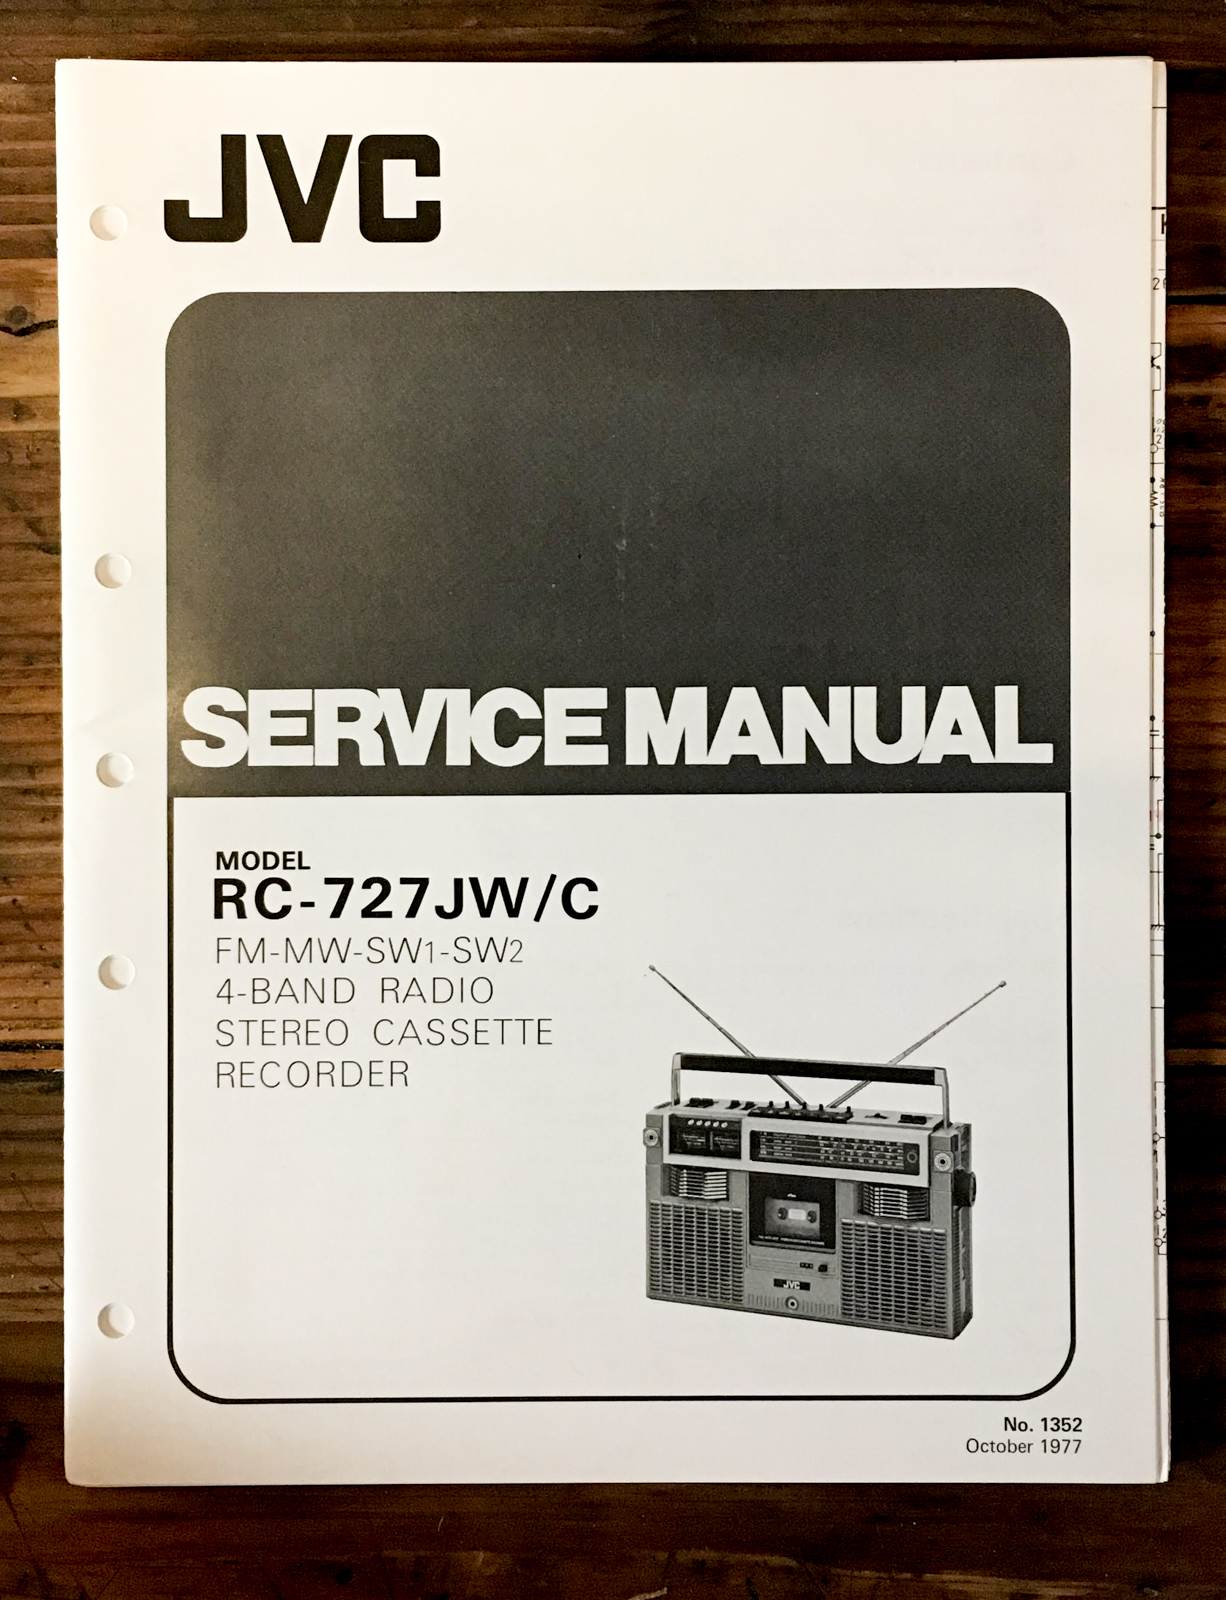 JVC
SERVICE MANUAL
MODEL
RC-727JW/C
FM-MW-SW1-SW2
4-BAND RADIO
STEREO CASSETTE
RECORDER
JVC
No. 1352
October 1977